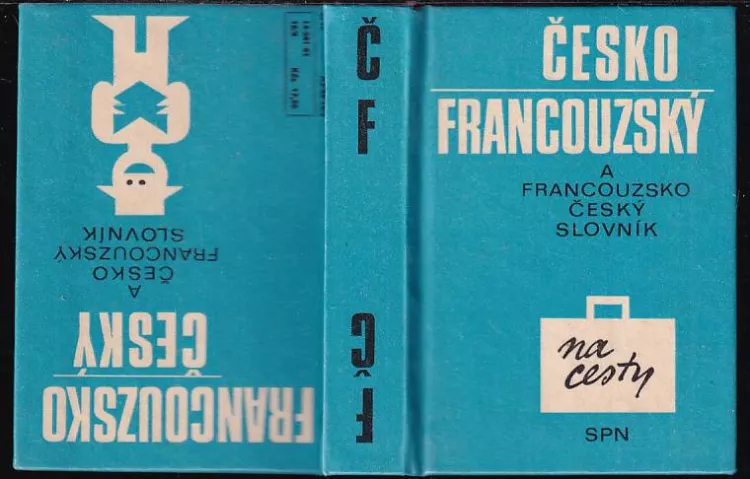 ČESKO
FRANCOUZSKÝ
A
FRANCOUZSKO
ČESKÝ
SLOVNÍK
na
cesty
SPN
Č
F
F
Č
FRANCOUZSKO
ČESKÝ
A
ČESKO
FRANCOUZSKÝ
SLOVNÍK